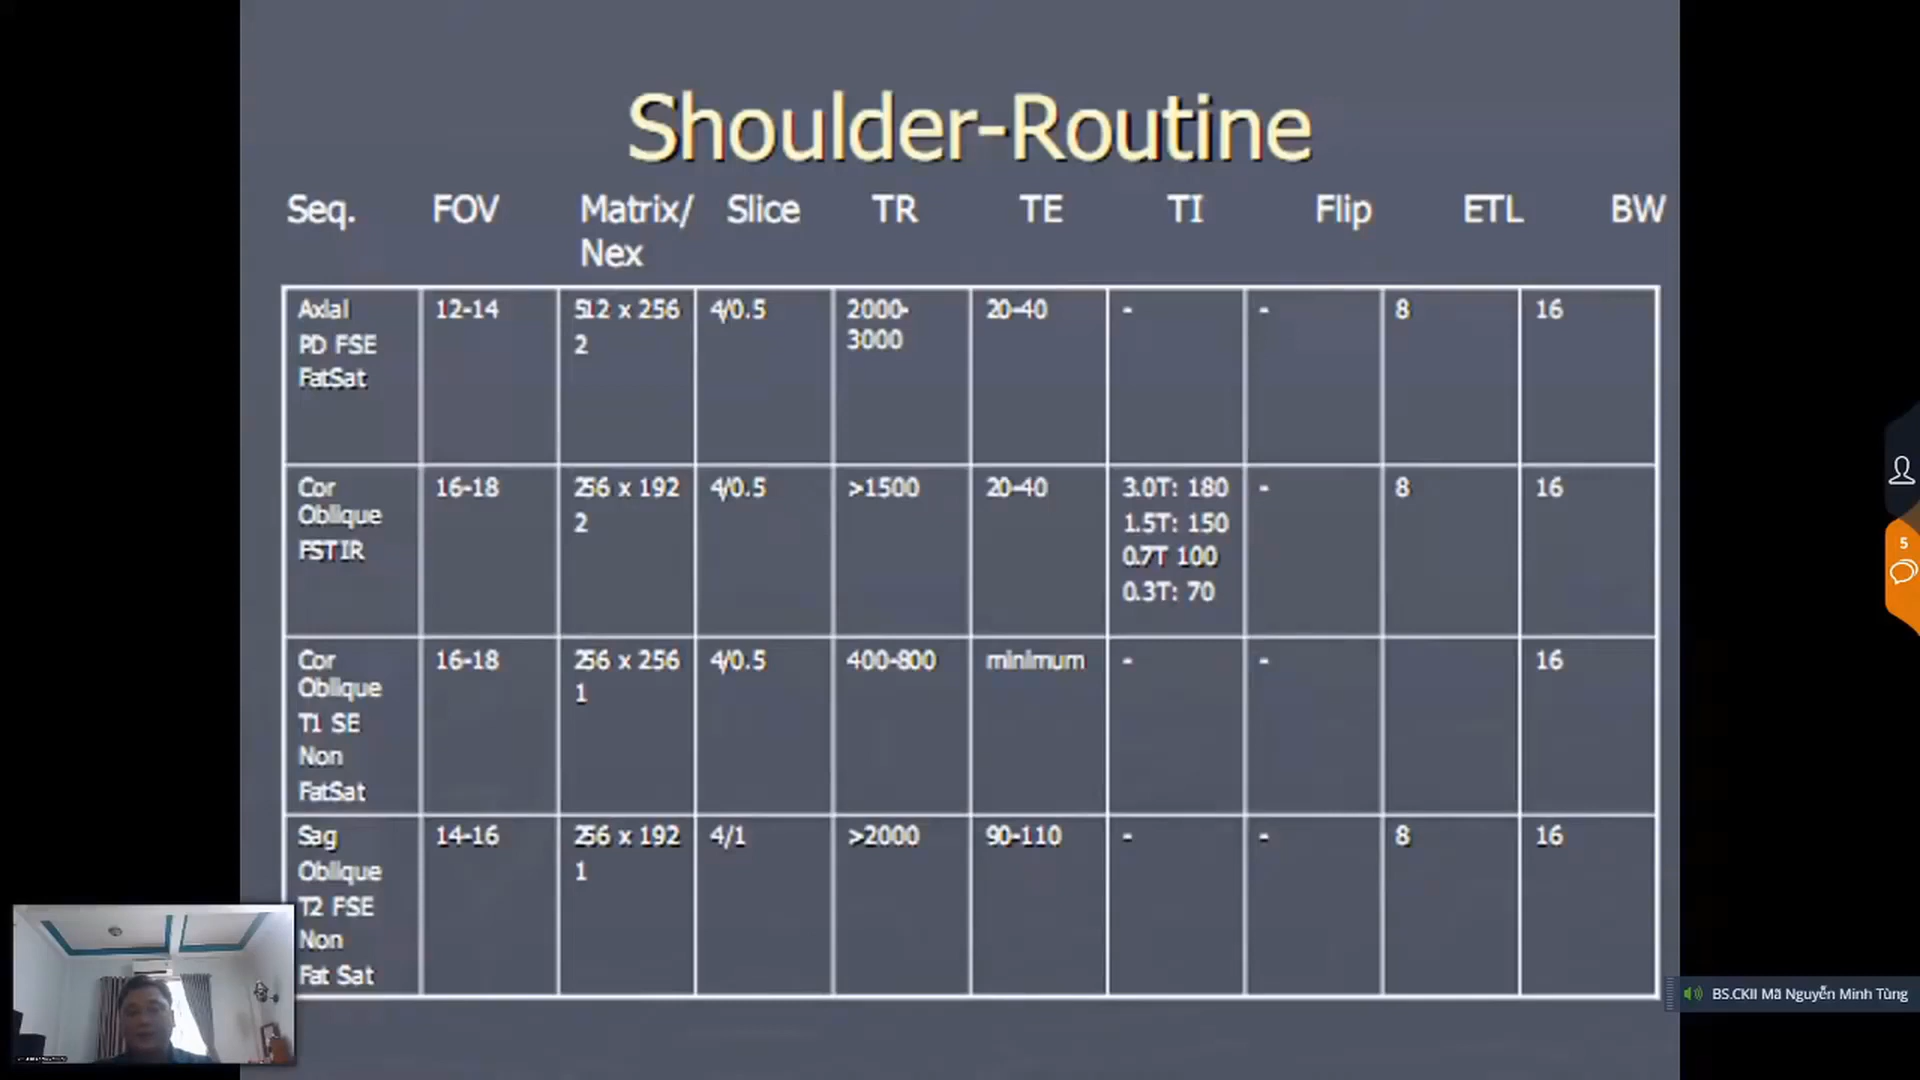 Shoulder-Routine
Seq. FOV Matrix/ Slice TR TE TI Flip ETL BW
Nex
Axial 12-14 512 x 256 4/0.5 2000- 20-40 - - 8 16
PD FSE 2 3000
FatSat
Cor 16-18 256 x 192 4/0.5 >1500 20-40 3.0T: 180 - 8 16
Oblique 2 1.5T: 150
FSTIR 0.7T 100
0.3T: 70
Cor 16-18 256 x 256 4/0.5 400-800 minimum - - 16
Oblique 1
T1 SE
Non
FatSat
Sag 14-16 256 x 192 4/1 >2000 90-110 - - 8 16
Oblique 1
T2 FSE
Non
Fat Sat
5
BS.CKII Mã Nguyễn Minh Tùng